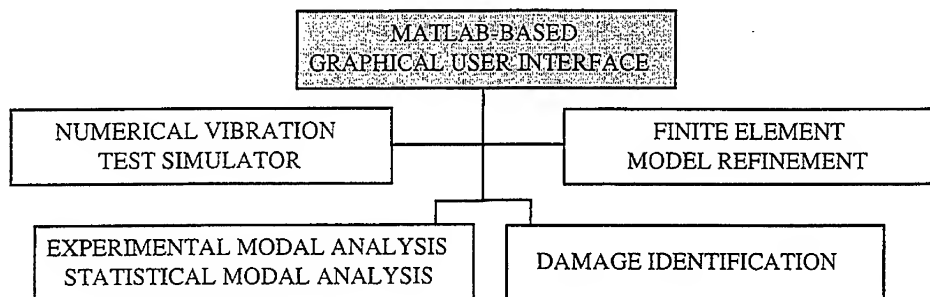 MATLAB-BASED
GRAPHICAL USER INTERFACE
NUMERICAL VIBRATION
TEST SIMULATOR
FINITE ELEMENT
MODEL REFINEMENT
EXPERIMENTAL MODAL ANALYSIS
STATISTICAL MODAL ANALYSIS
DAMAGE IDENTIFICATION